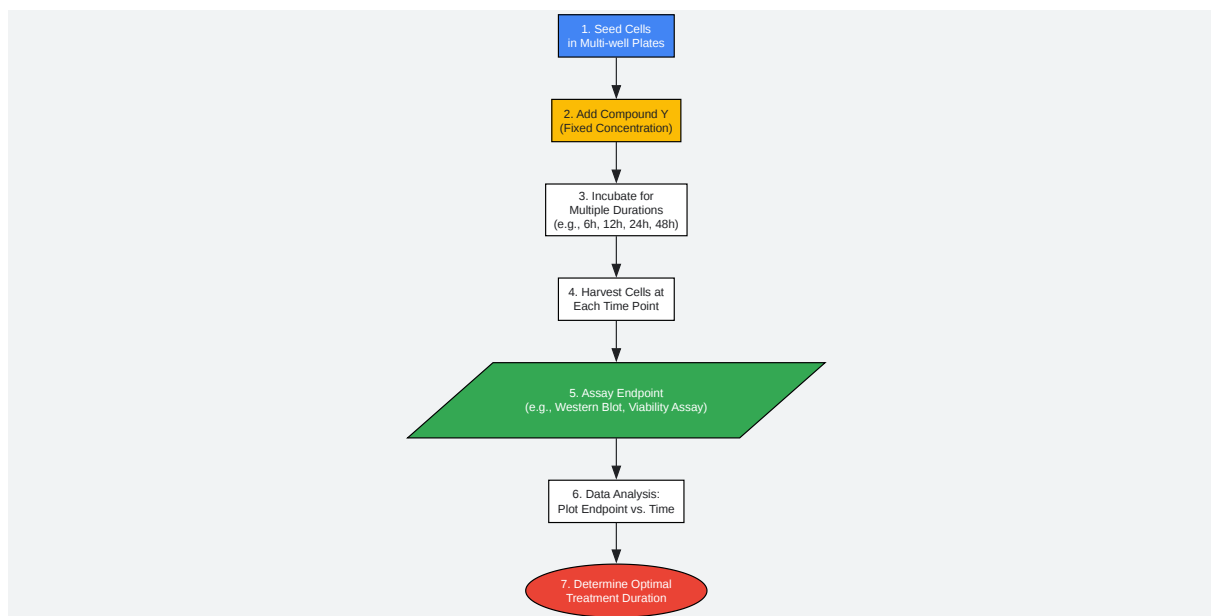 1. Seed Cells
in Multi-well Plates
2. Add Compound Y
(Fixed Concentration)
3. Incubate for
Multiple Durations
(e.g., 6h, 12h, 24h, 48h)
4. Harvest Cells at
Each Time Point
5. Assay Endpoint
(e.g., Western Blot, Viability Assay)
6. Data Analysis:
Plot Endpoint vs. Time
7. Determine Optimal
Treatment Duration